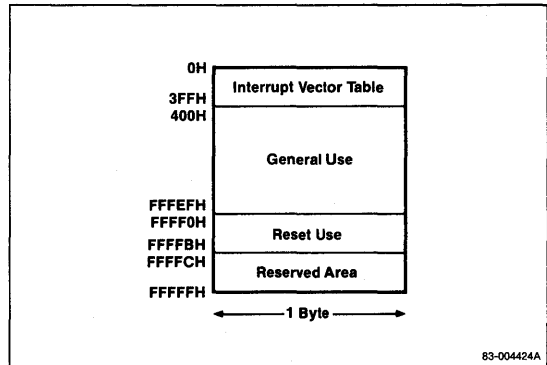 0H
Interrupt Vector Table
3FFH
400H
General Use
FFFEFH
FFFF0H
Reset Use
FFFFBH
FFFFCH
Reserved Area
FFFFFH
1 Byte
83-004424A